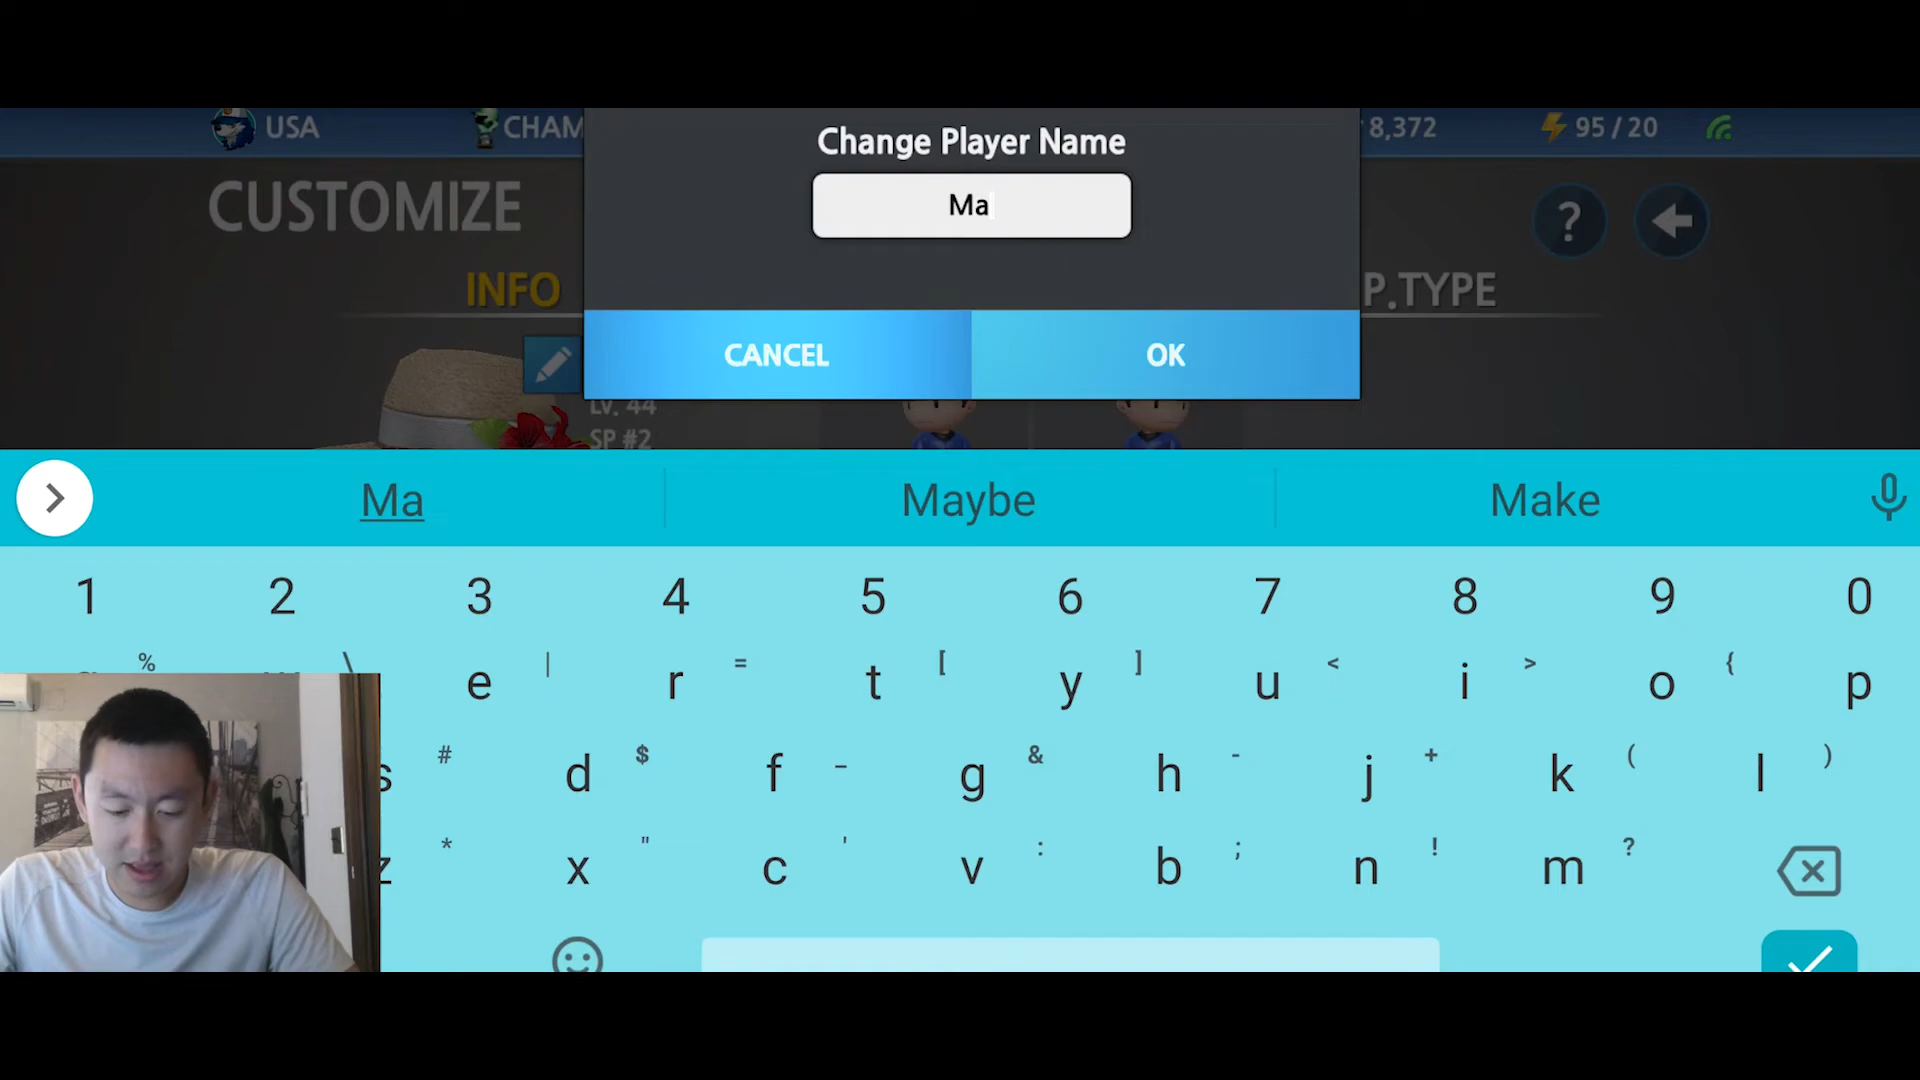 USA CHAM 8,372 95 / 20
Change Player Name
Ma
CUSTOMIZE
INFO P.TYPE
CANCEL OK
LV. 44
SP #2
Ma Maybe Make
1 2 3 4 5 6 7 8 9 0
% \ | = [ ] < > {
e r t y u i o p
# $ _ & - + ( )
s d f g h j k l
* " ' : ; ! ?
z x c v b n m